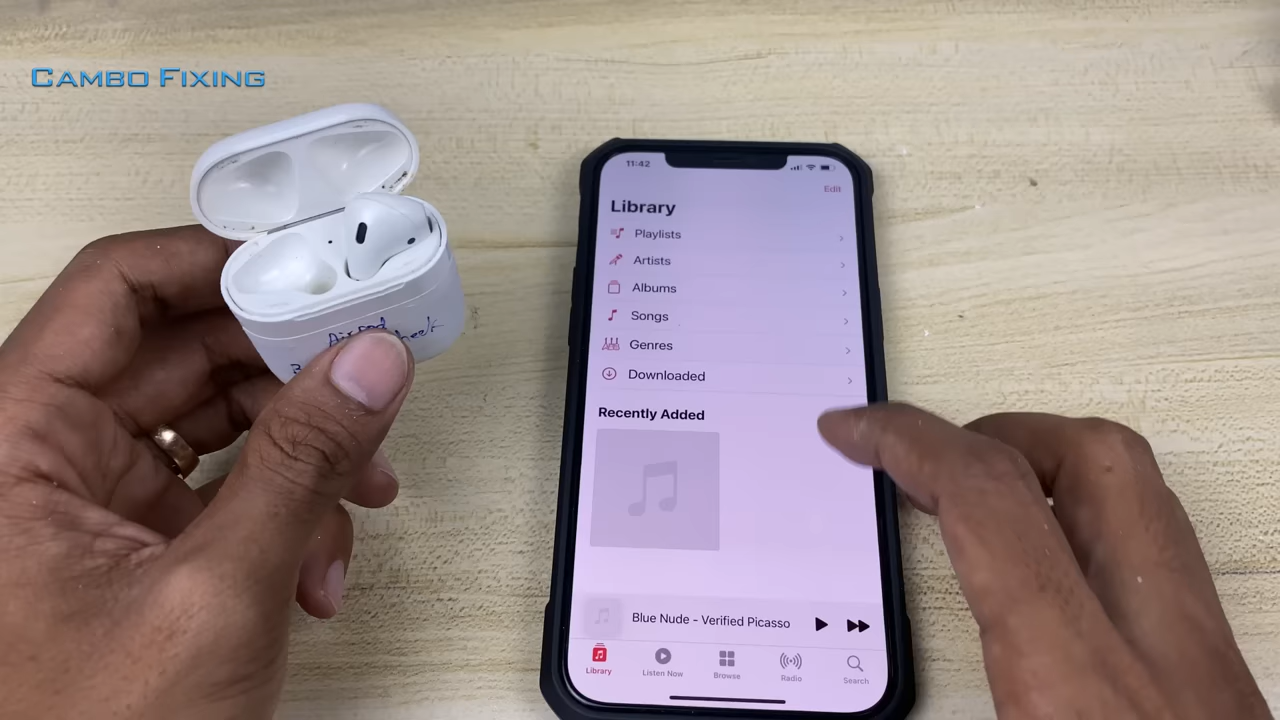 Cambo Fixing
11:42
Edit
Library
Playlists
Artists
Albums
Songs
Genres
Downloaded
Recently Added
Blue Nude - Verified Picasso
Library
Listen Now
Browse
Radio
Search